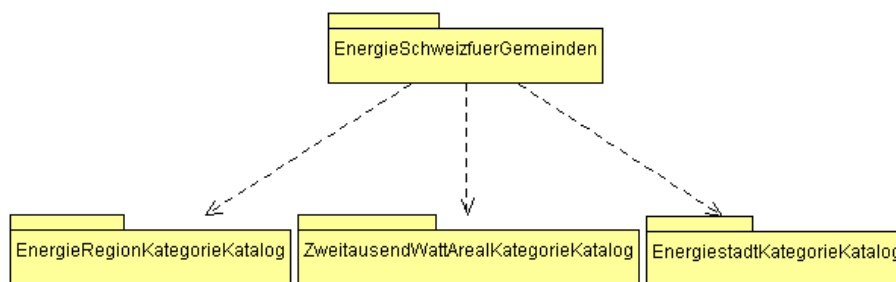 EnergieSchweizfuerGemeinden
EnergieRegionKategorieKatalog
ZweitausendWattArealKategorieKatalog
EnergiestadtKategorieKatalog